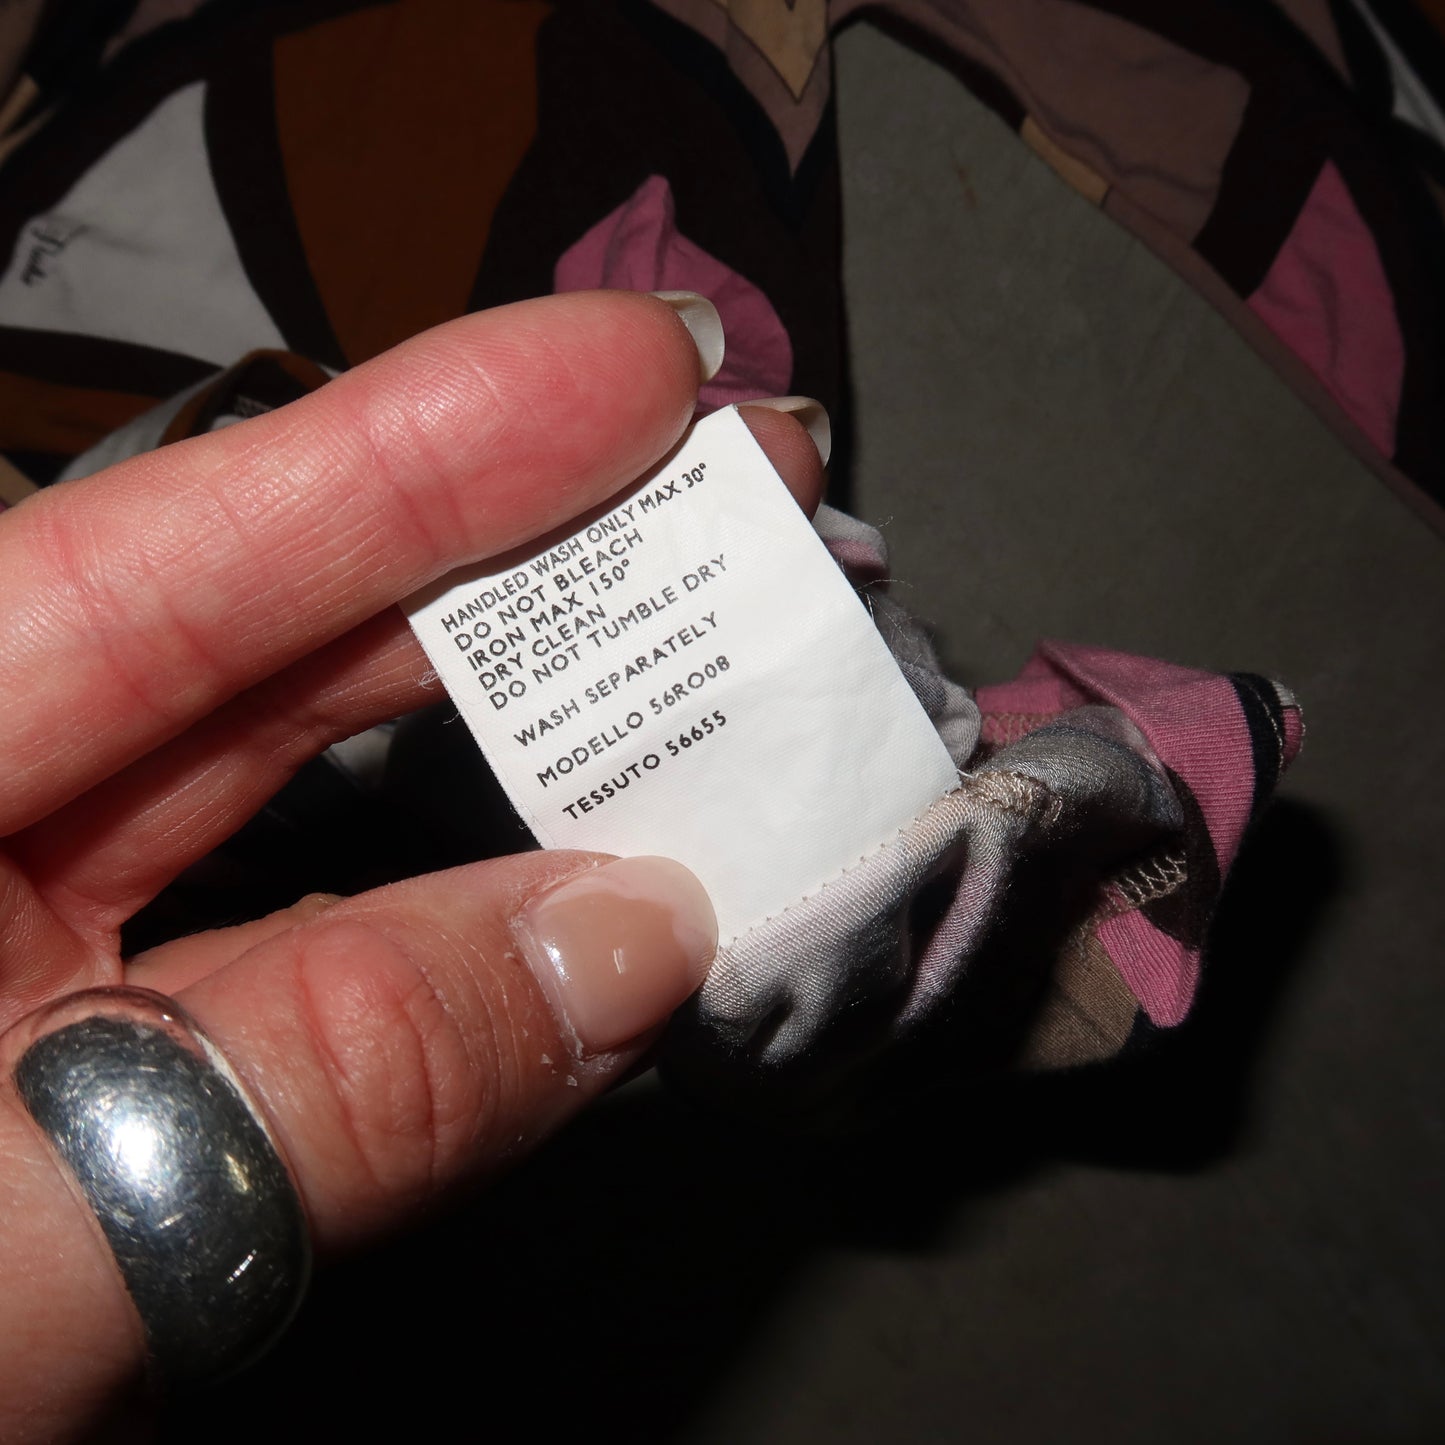 HANDLED WASH ONLY MAX 30°
DO NOT BLEACH
IRON MAX 150°
DRY CLEAN
DO NOT TUMBLE DRY
WASH SEPARATELY
MODELLO 56RO08
TESSUTO 56655